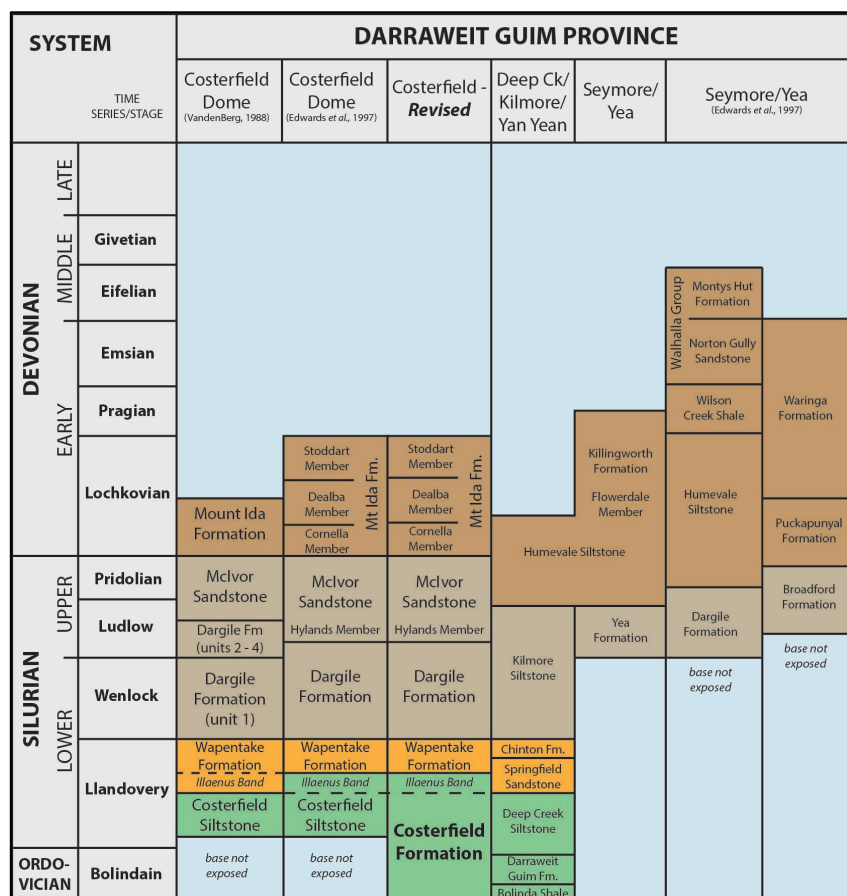 SYSTEM
DARRAWEIT GUIM PROVINCE
TIME
SERIES/STAGE
Costerfield
Dome
(VandenBerg, 1988)
Costerfield
Dome
(Edwards et al., 1997)
Costerfield -
Revised
Deep Ck/
Kilmore/
Yan Yean
Seymore/
Yea
Seymore/Yea
(Edwards et al., 1997)
DEVONIAN
LATE
MIDDLE
EARLY
Givetian
Eifelian
Emsian
Pragian
Lochkovian
SILURIAN
UPPER
LOWER
Pridolian
Ludlow
Wenlock
Llandovery
ORDO-
VICIAN
Bolindain
Mount Ida
Formation
McIvor
Sandstone
Dargile Fm
(units 2 - 4)
Dargile
Formation
(unit 1)
Wapentake
Formation
Illaenus Band
Costerfield
Siltstone
base not
exposed
Stoddart
Member
Dealba
Member
Cornella
Member
Mt Ida Fm.
McIvor
Sandstone
Hylands Member
Dargile
Formation
Wapentake
Formation
Illaenus Band
Costerfield
Siltstone
base not
exposed
Stoddart
Member
Dealba
Member
Cornella
Member
Mt Ida Fm.
McIvor
Sandstone
Hylands Member
Dargile
Formation
Wapentake
Formation
Illaenus Band
Costerfield
Formation
Humevale Siltstone
Kilmore
Siltstone
Chinton Fm.
Springfield
Sandstone
Deep Creek
Siltstone
Darraweit
Guim Fm.
Bolinda Shale
Killingworth
Formation
Flowerdale
Member
Yea
Formation
Walhalla Group
Montys Hut
Formation
Norton Gully
Sandstone
Wilson
Creek Shale
Humevale
Siltstone
Dargile
Formation
base not
exposed
Waringa
Formation
Puckapunyal
Formation
Broadford
Formation
base not
exposed